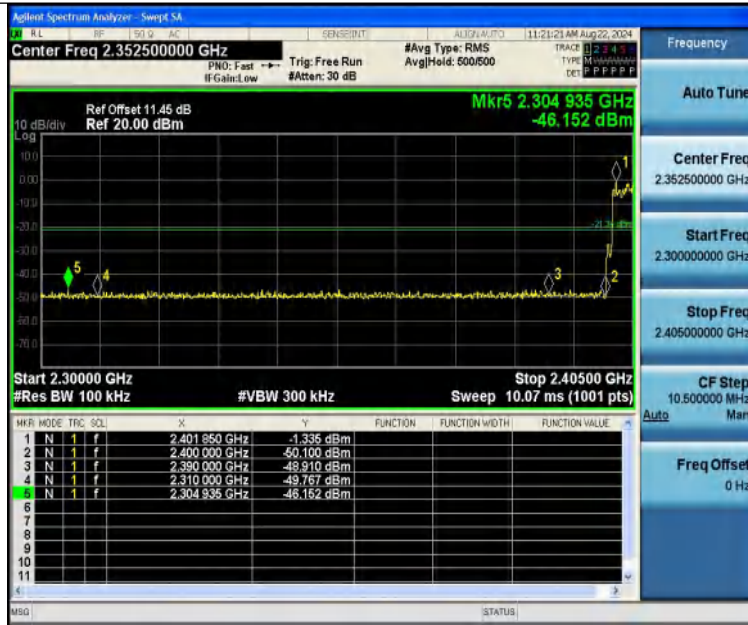 Agilent Spectrum Analyzer - Swept SA
RL RF 50 Ω AC SENSE:INT ALIGN AUTO 11:21:21 AM Aug 22, 2024
Center Freq 2.352500000 GHz
PNO: Fast
IFGain:Low
Trig: Free Run
#Atten: 30 dB
#Avg Type: RMS
Avg|Hold: 500/500
TRACE 1 2 3 4 5
TYPE M
DET P P P P P P
Frequency
Auto Tune
Center Freq
2.352500000 GHz
Start Freq
2.300000000 GHz
Stop Freq
2.405000000 GHz
CF Step
10.500000 MHz
Auto Man
Freq Offset
0 Hz
Ref Offset 11.45 dB
10 dB/div Ref 20.00 dBm
Log
Mkr5 2.304 935 GHz
-46.152 dBm
10.0
0.00
-10.0
-20.0
-30.0
-40.0
-50.0
-60.0
-70.0
1
2
3
4
5
Start 2.30000 GHz Stop 2.40500 GHz
#Res BW 100 kHz #VBW 300 kHz Sweep 10.07 ms (1001 pts)
MKR MODE TRC SCL X Y FUNCTION FUNCTION WIDTH FUNCTION VALUE
1 N 1 f 2.401 850 GHz -1.335 dBm
2 N 1 f 2.400 000 GHz -50.100 dBm
3 N 1 f 2.390 000 GHz -48.910 dBm
4 N 1 f 2.310 000 GHz -49.767 dBm
5 N 1 f 2.304 935 GHz -46.152 dBm
6
7
8
9
10
11
MSG STATUS